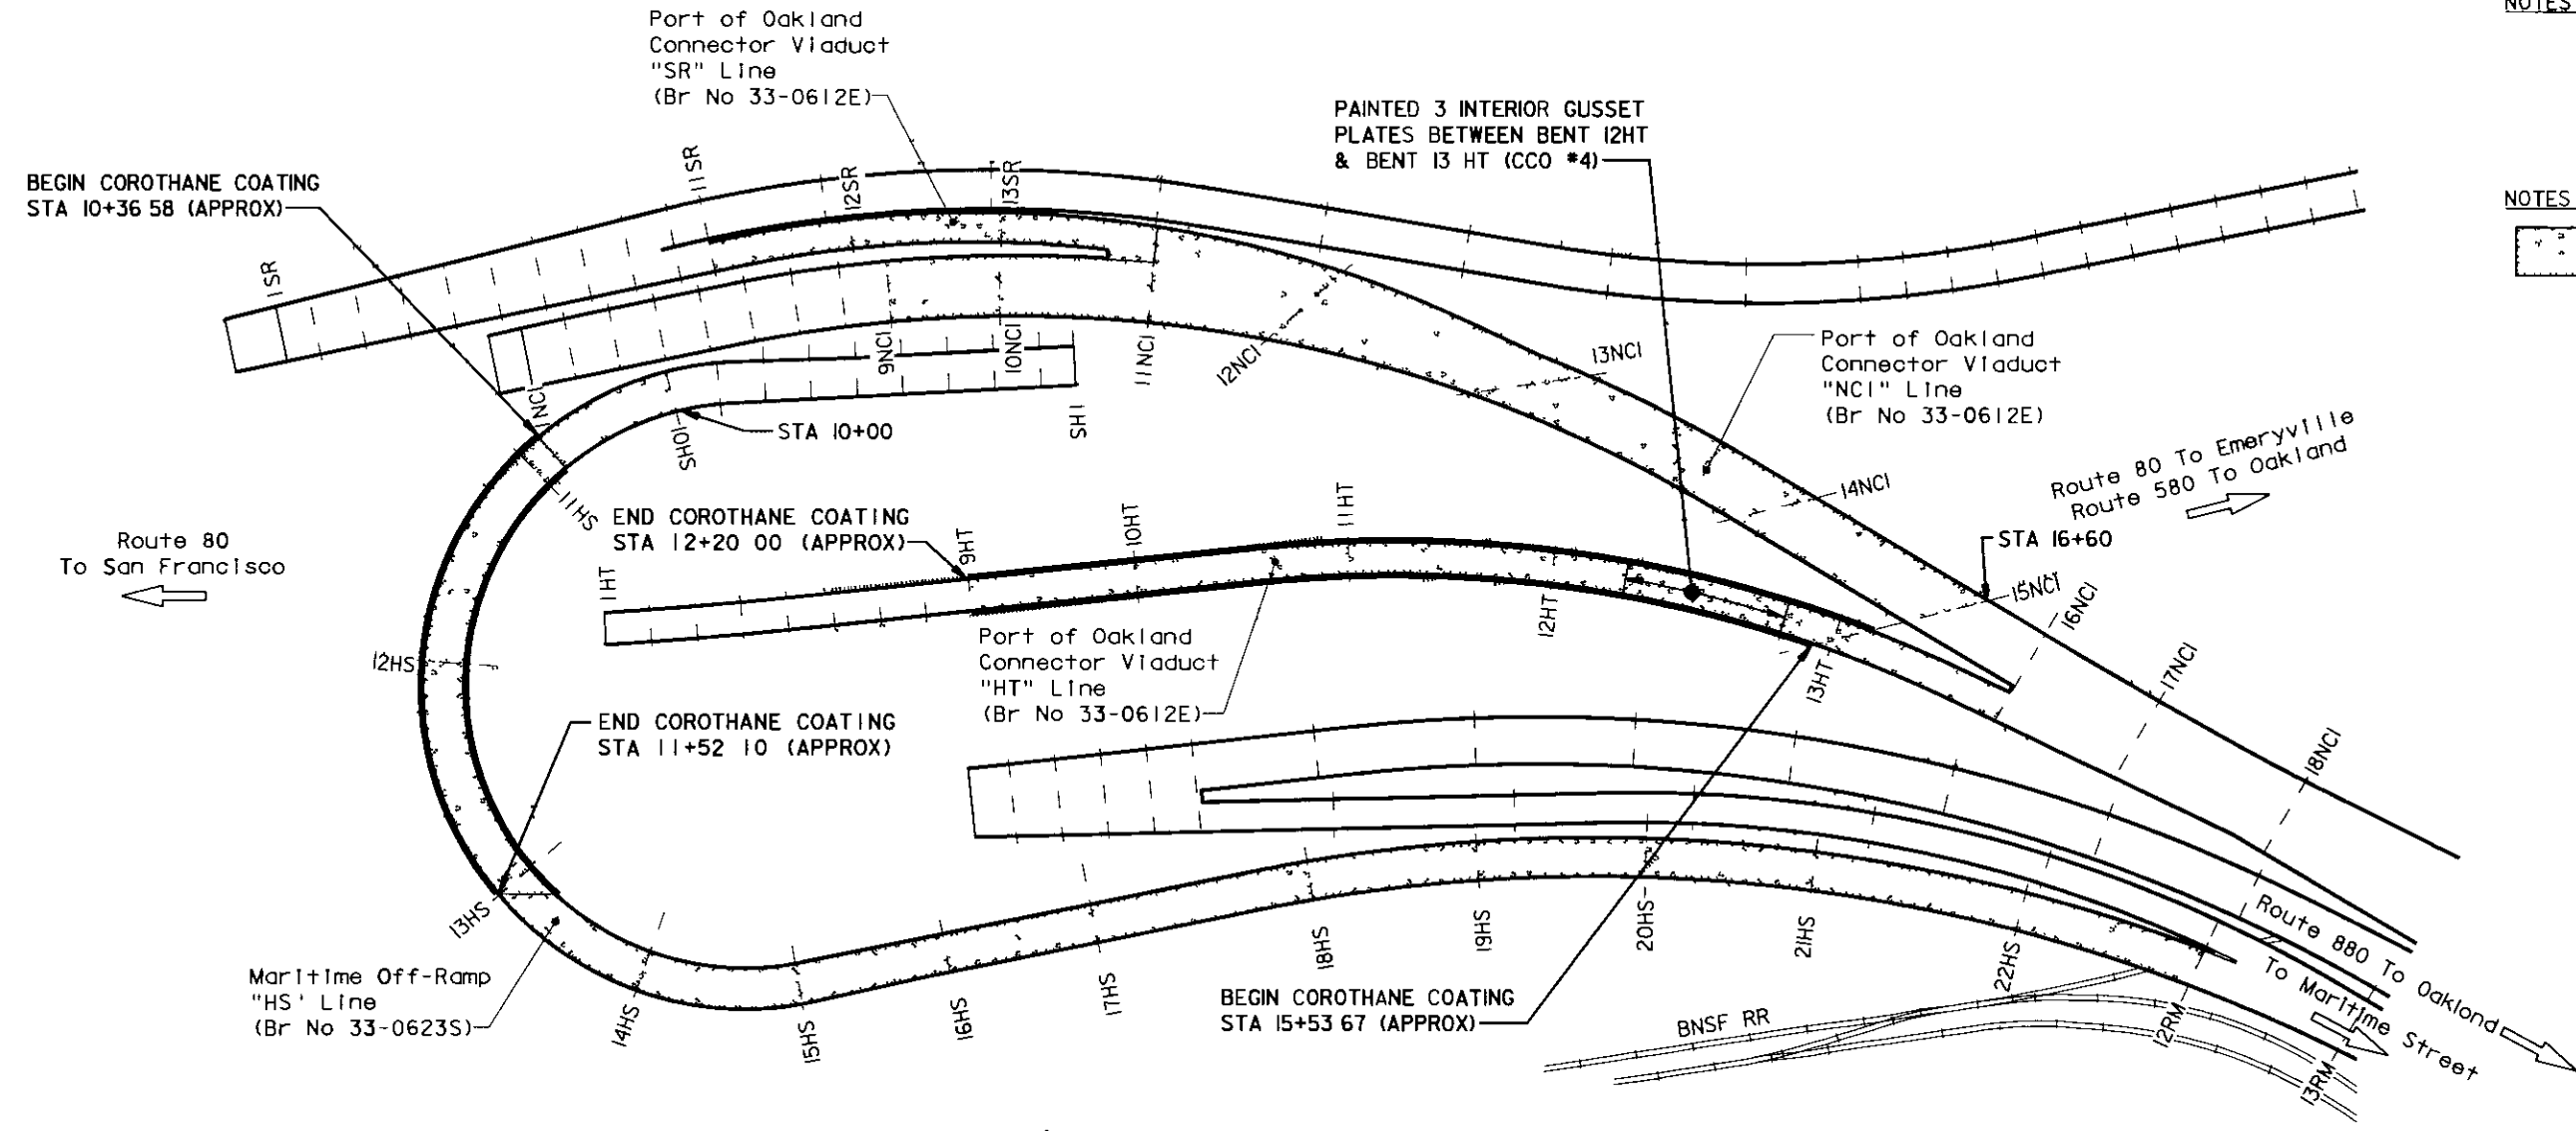 NOTES
Port of Oakland
Connector Viaduct
"SR" Line
(Br No 33-0612E)
PAINTED 3 INTERIOR GUSSET
PLATES BETWEEN BENT 12HT
& BENT 13 HT (CCO #4)
BEGIN COROTHANE COATING
STA 10+36 58 (APPROX)
NOTES
1SR
11SR
12SR
13SR
1NCI
9NCI
10NCI
11NCI
12NCI
13NCI
Port of Oakland
Connector Viaduct
"NCI" Line
(Br No 33-0612E)
14NCI
Route 80 To Emeryville
Route 580 To Oakland
STA 10+00
10HS
1HS
11HS
END COROTHANE COATING
STA 12+20 00 (APPROX)
1HT
9HT
10HT
11HT
12HT
13HT
STA 16+60
15NCI
16NCI
17NCI
18NCI
Route 80
To San Francisco
Port of Oakland
Connector Viaduct
"HT" Line
(Br No 33-0612E)
12HS
END COROTHANE COATING
STA 11+52 10 (APPROX)
13HS
Maritime Off-Ramp
"HS' Line
(Br No 33-0623S)
14HS
15HS
16HS
17HS
18HS
19HS
20HS
21HS
22HS
BEGIN COROTHANE COATING
STA 15+53 67 (APPROX)
BNSF RR
12RM
13RM
Route 880 To Oakland
To Maritime Street